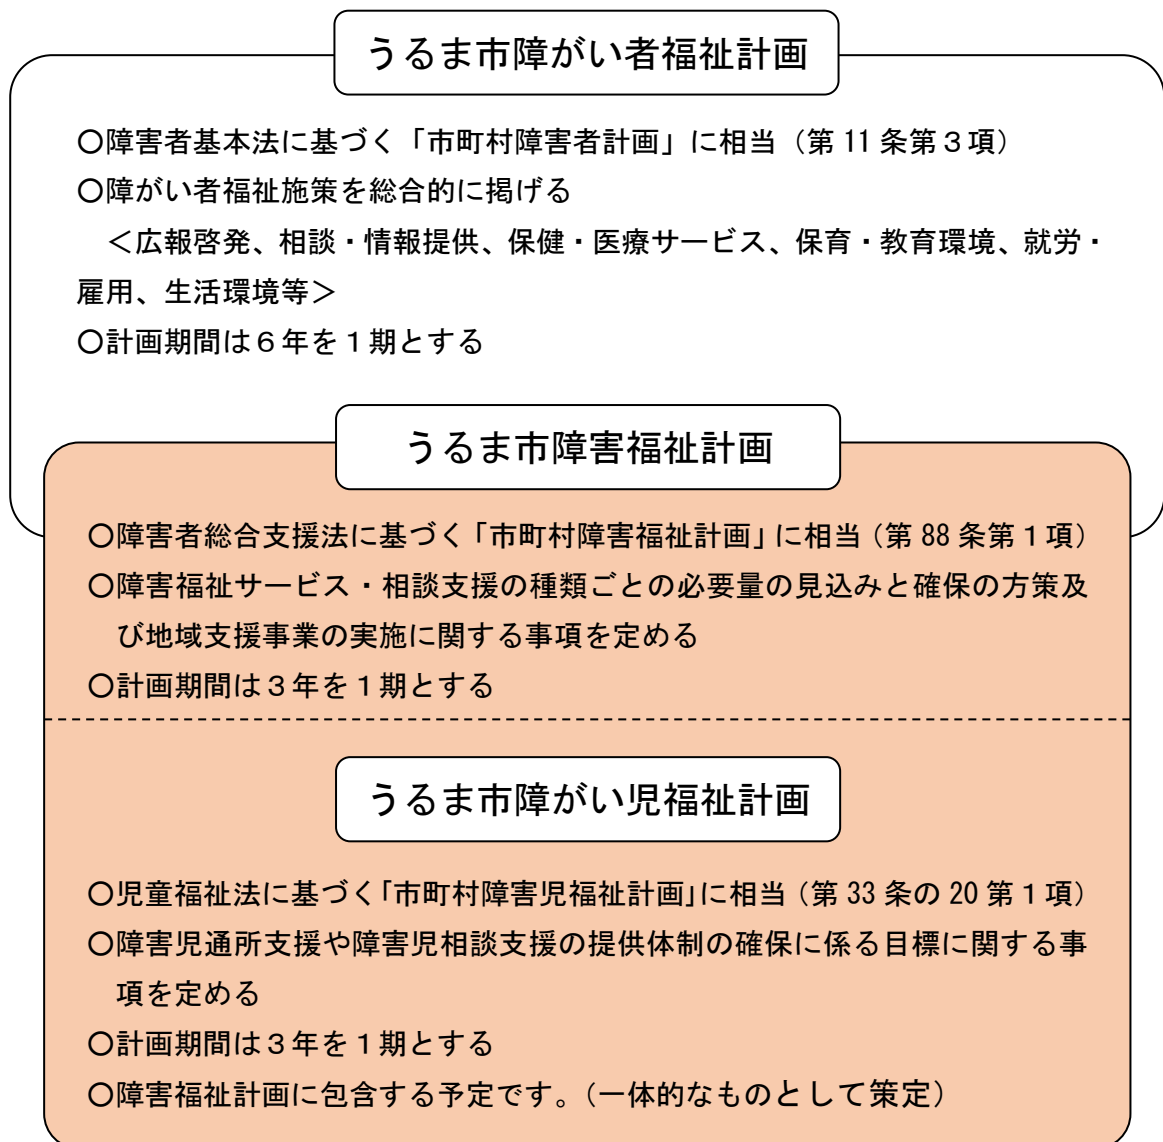 うるま市障がい者福祉計画
〇障害者基本法に基づく「市町村障害者計画」に相当（第 11 条第３項）
〇障がい者福祉施策を総合的に掲げる
＜広報啓発、相談・情報提供、保健・医療サービス、保育・教育環境、就労・
雇用、生活環境等＞
〇計画期間は６年を１期とする
うるま市障害福祉計画
〇障害者総合支援法に基づく「市町村障害福祉計画」に相当（第 88 条第１項）
〇障害福祉サービス・相談支援の種類ごとの必要量の見込みと確保の方策及
び地域支援事業の実施に関する事項を定める
〇計画期間は３年を１期とする
うるま市障がい児福祉計画
〇児童福祉法に基づく「市町村障害児福祉計画」に相当（第 33 条の 20 第１項）
〇障害児通所支援や障害児相談支援の提供体制の確保に係る目標に関する事
項を定める
〇計画期間は３年を１期とする
〇障害福祉計画に包含する予定です。（一体的なものとして策定）